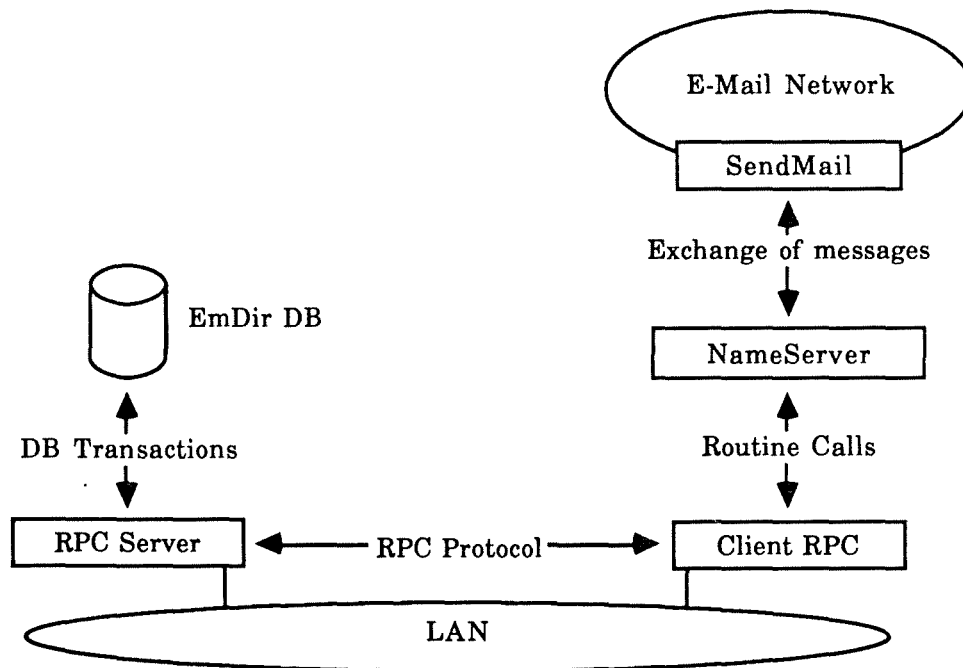 E-Mail Network
SendMail
Exchange of messages
EmDir DB
NameServer
DB Transactions
Routine Calls
RPC Server
RPC Protocol
Client RPC
LAN